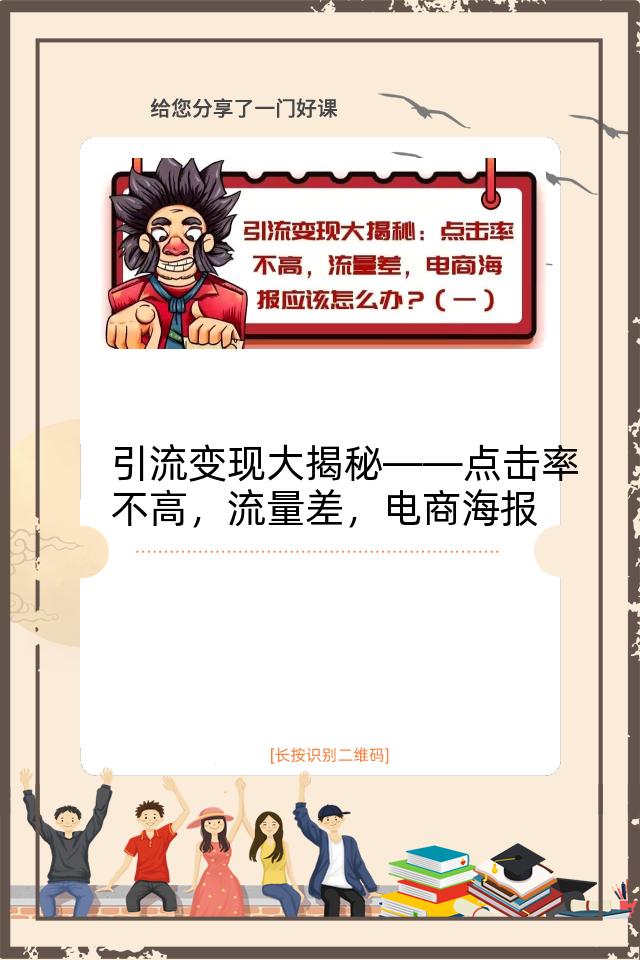 给您分享了一门好课
引流变现大揭秘：点击率
不高，流量差，电商海
报应该怎么办？（一）
引流变现大揭秘——点击率
不高，流量差，电商海报
[长按识别二维码]